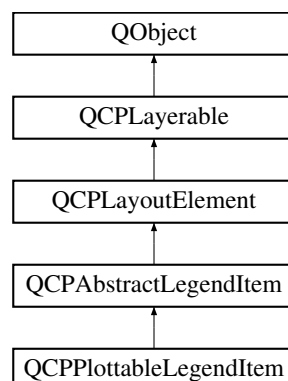 QObject
QCPLayerable
QCPLayoutElement
QCPAbstractLegendItem
QCPPlottableLegendItem